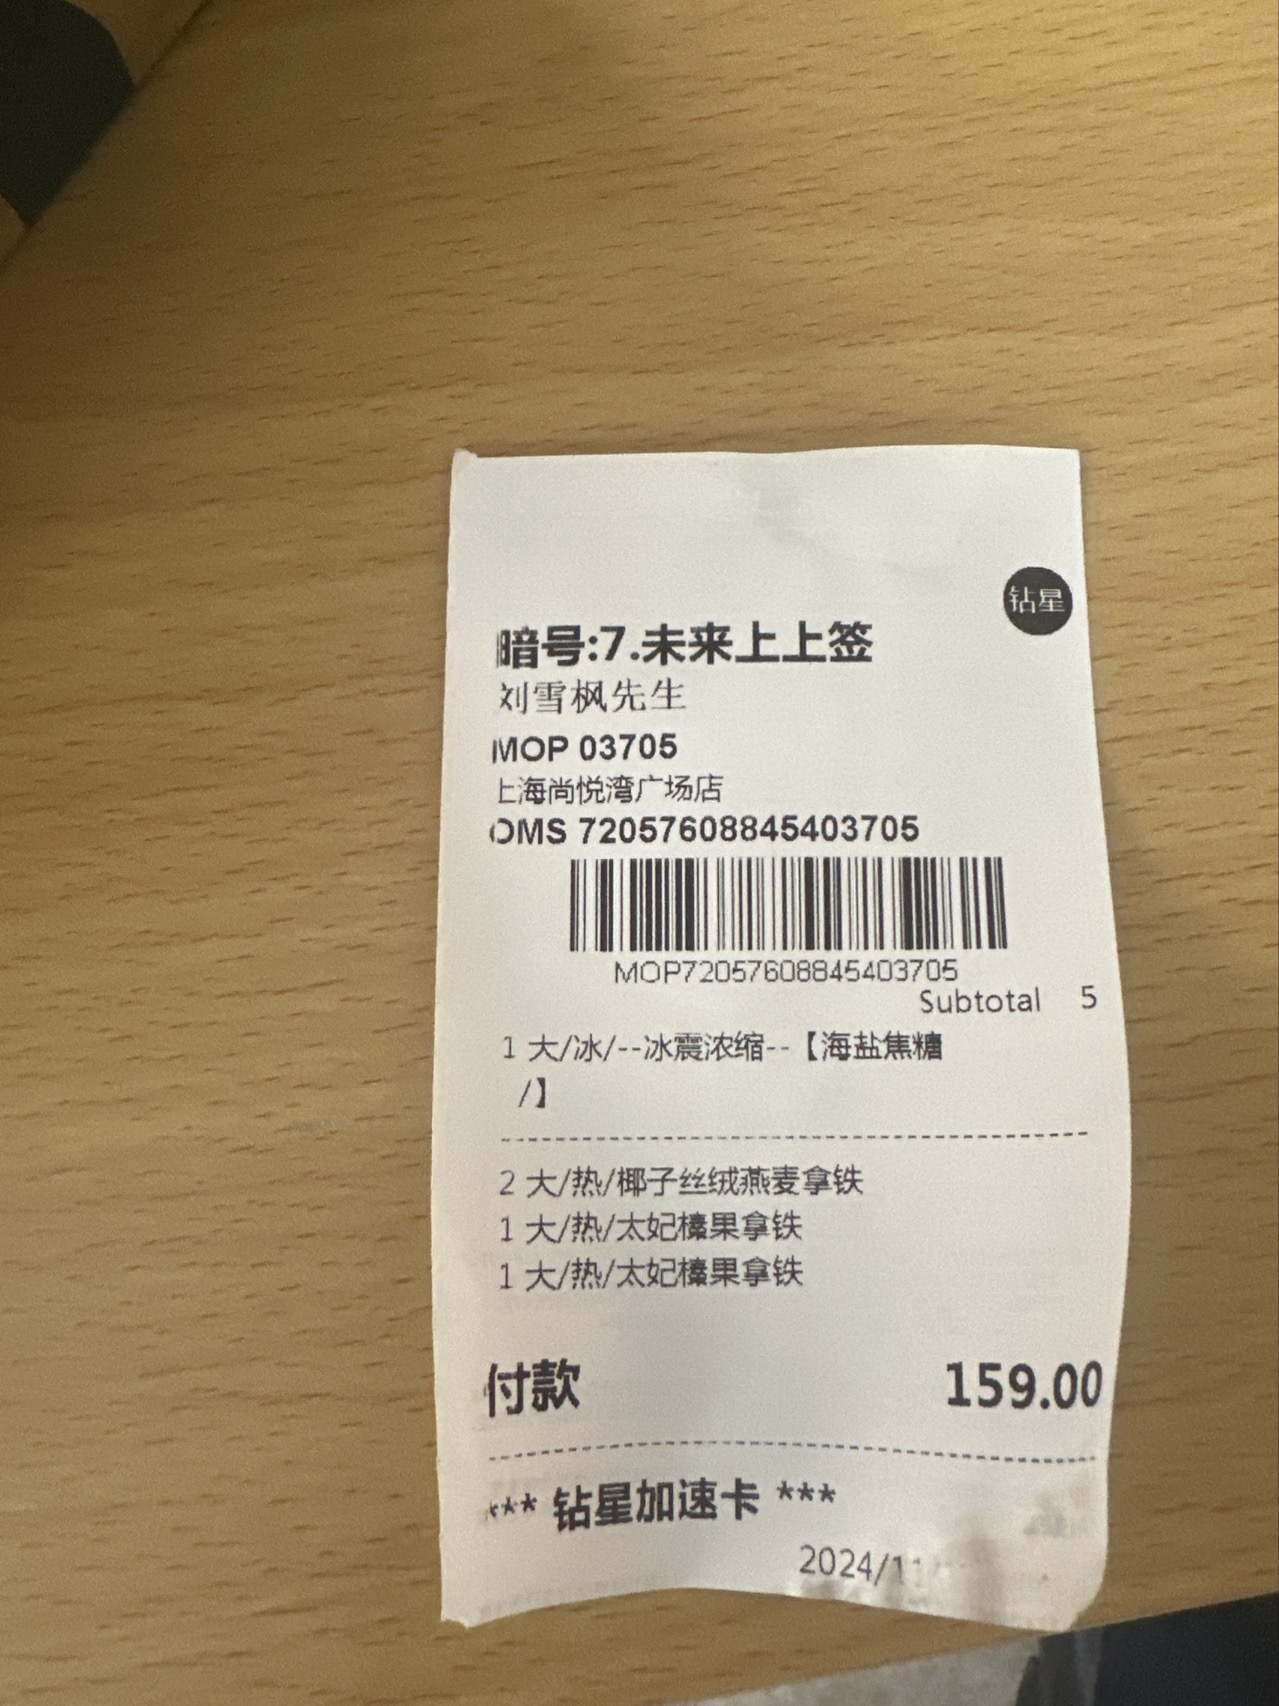 钻星
暗号:7.未来上上签
刘雪枫先生
MOP 03705
上海尚悦湾广场店
OMS 72057608845403705
MOP72057608845403705
Subtotal 5
1 大/冰/--冰震浓缩--【海盐焦糖
/】
2 大/热/椰子丝绒燕麦拿铁
1 大/热/太妃榛果拿铁
1 大/热/太妃榛果拿铁
付款 159.00
*** 钻星加速卡 ***
2024/11/